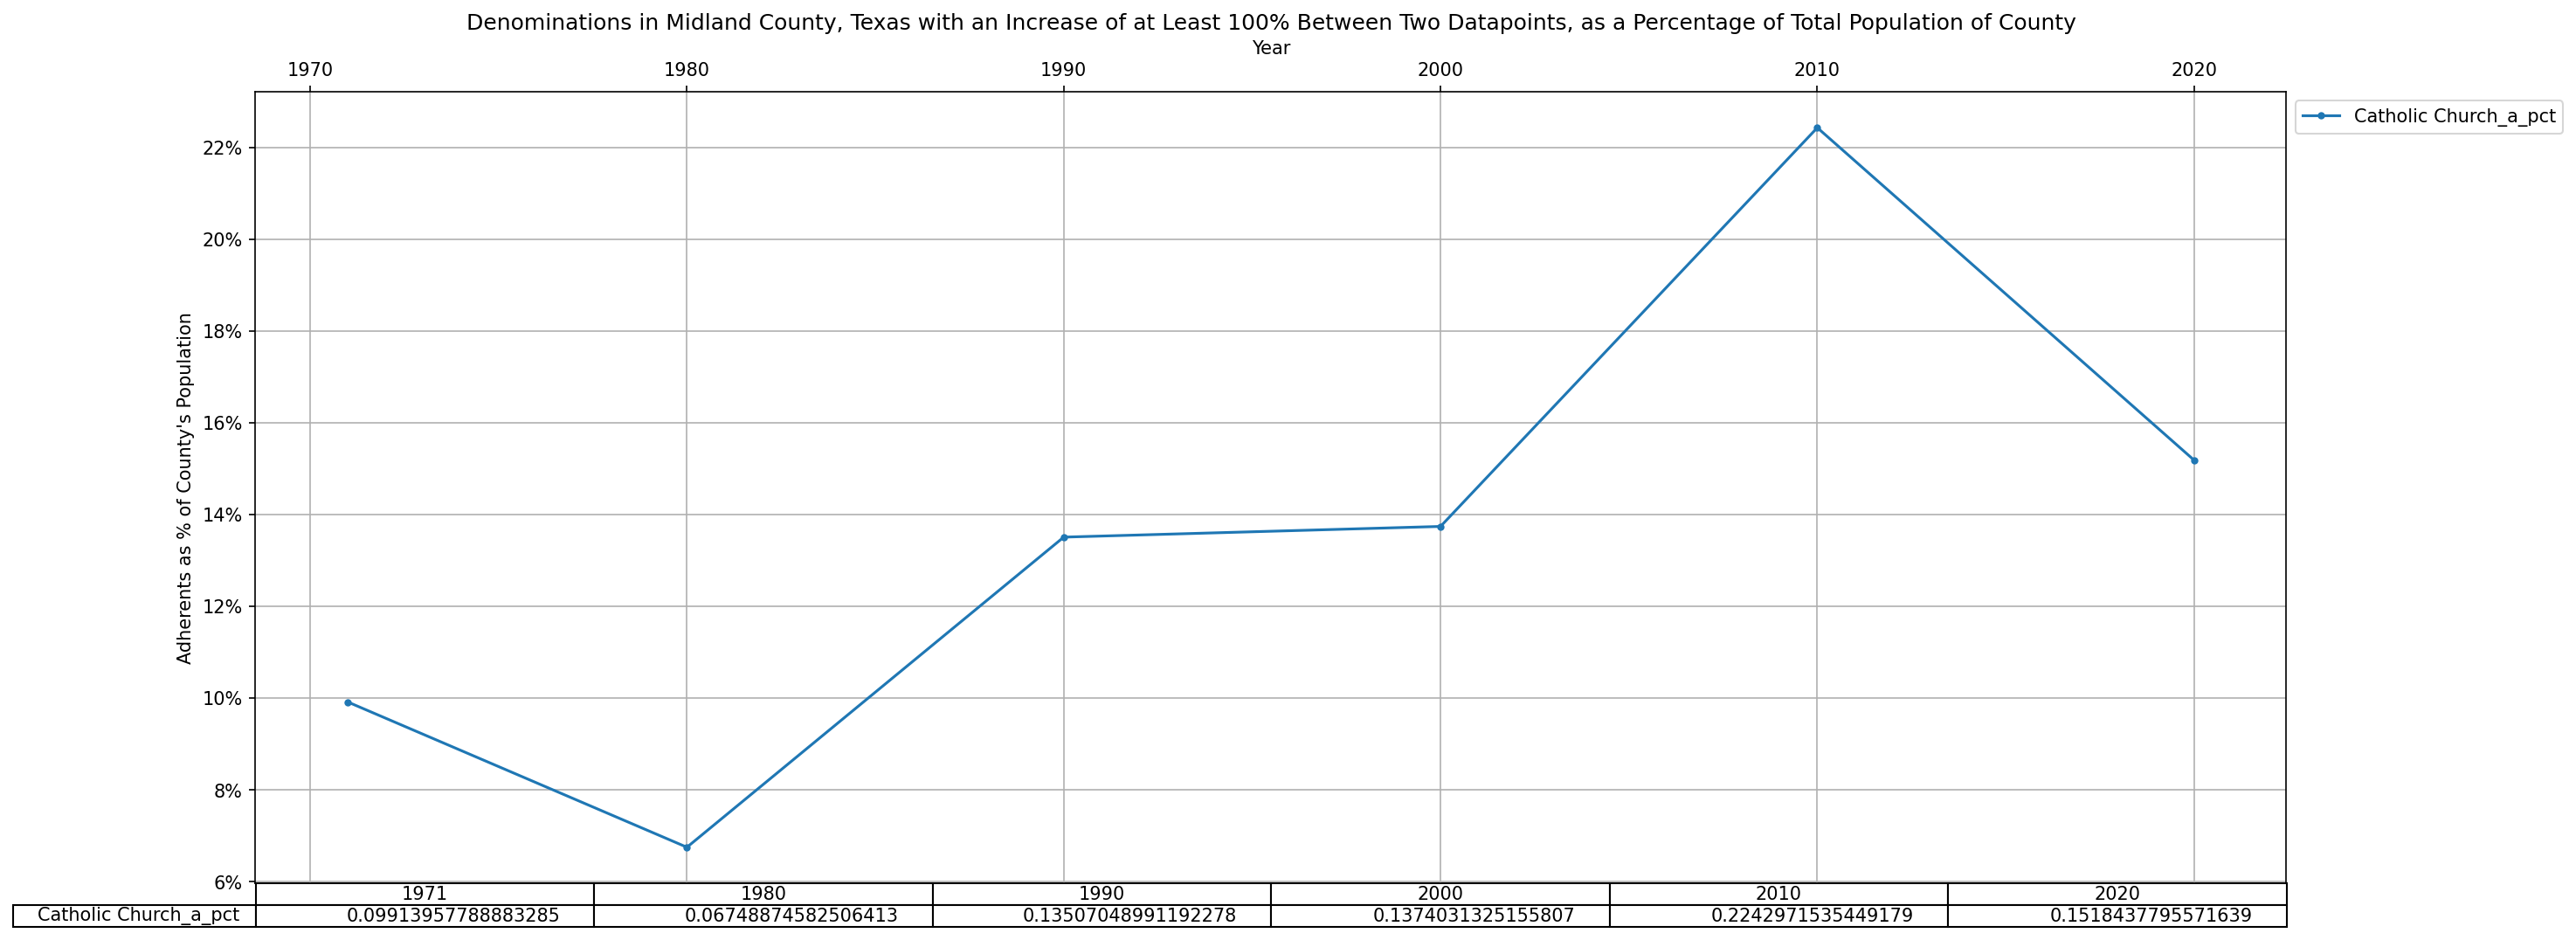 Denominations in Midland County, Texas with an Increase of at Least 100% Between Two Datapoints, as a Percentage of Total Population of County
Year
1970 1980 1990 2000 2010 2020
Catholic Church_a_pct
Adherents as % of County's Population
22%
20%
18%
16%
14%
12%
10%
8%
6%
1971 1980 1990 2000 2010 2020
Catholic Church_a_pct 0.09913957788883285 0.06748874582506413 0.13507048991192278 0.13740313251155807 0.2242971535449179 0.1518437795571639